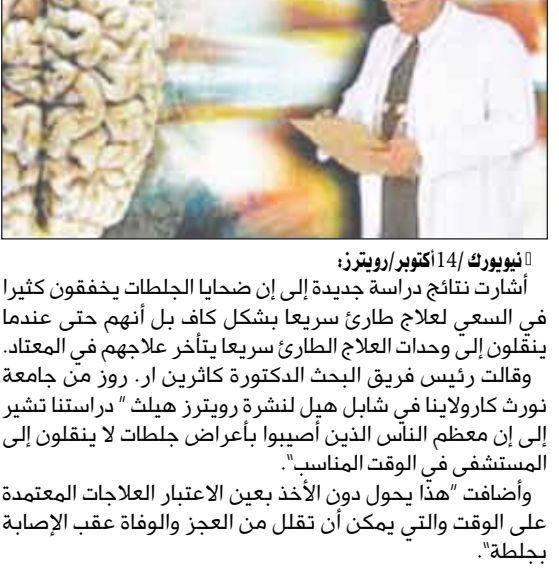 نيويورك /14أكتوبر/رويترز:
أشارت نتائج دراسة جديدة إلى إن ضحايا الجلطات يخفقون كثيرا
في السعي لعلاج طارئ سريعا بشكل كاف بل أنهم حتى عندما
ينقلون إلى وحدات العلاج الطارئ سريعا يتأخر علاجهم في المعتاد.
وقالت رئيس فريق البحث الدكتورة كاثرين ار. روز من جامعة
نورث كارولاينا في شابل هيل لنشرة رويترز هيلث " دراستنا تشير
إلى إن معظم الناس الذين أصيبوا بأعراض جلطات لا ينقلون إلى
المستشفى في الوقت المناسب".
وأضافت "هذا يحول دون الأخذ بعين الاعتبار العلاجات المعتمدة
على الوقت والتي يمكن أن تقلل من العجز والوفاة عقب الإصابة
بجلطة".